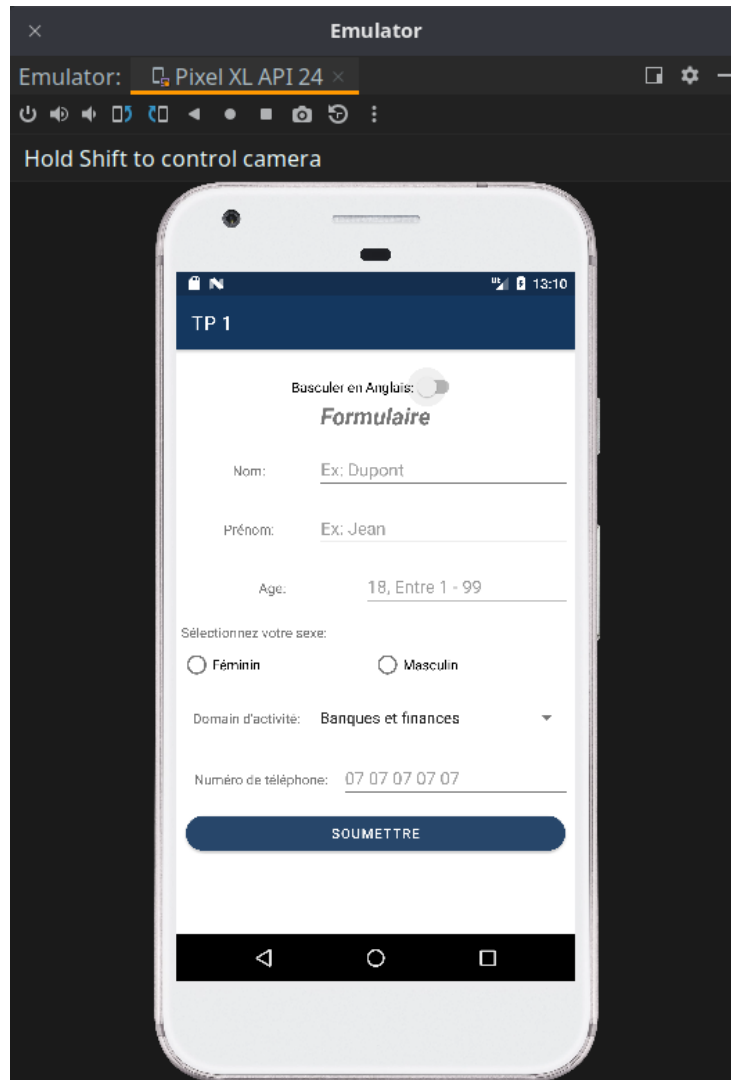 Emulator
Emulator: Pixel XL API 24
Hold Shift to control camera
13:10
TP 1
Basculer en Anglais:
Formulaire
Nom: Ex: Dupont
Prénom: Ex: Jean
Age: 18, Entre 1 - 99
Sélectionnez votre sexe:
Féminin Masculin
Domain d'activité: Banques et finances
Numéro de téléphone: 07 07 07 07 07
SOUMETTRE